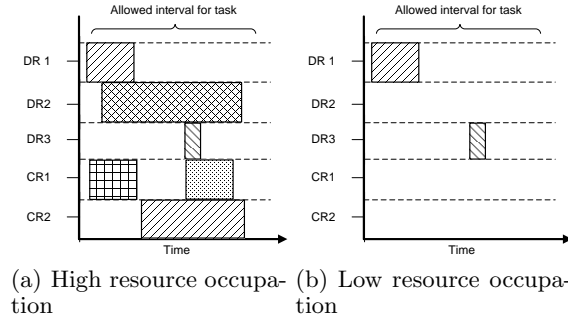 Allowed interval for task
DR 1
DR2
DR3
CR1
CR2
Time
(a) High resource occupa-
tion
Allowed interval for task
DR 1
DR2
DR3
CR1
CR2
Time
(b) Low resource occupa-
tion